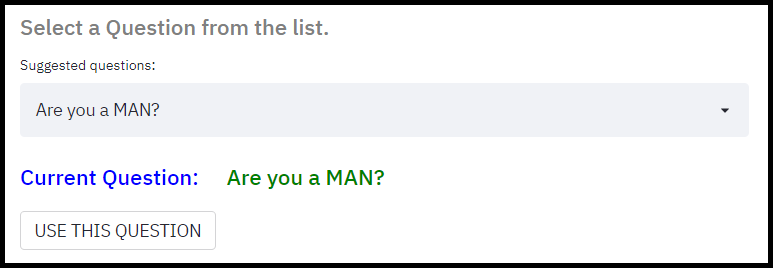 Select a Question from the list.
Suggested questions:
Are you a MAN?
Current Question: Are you a MAN?
USE THIS QUESTION